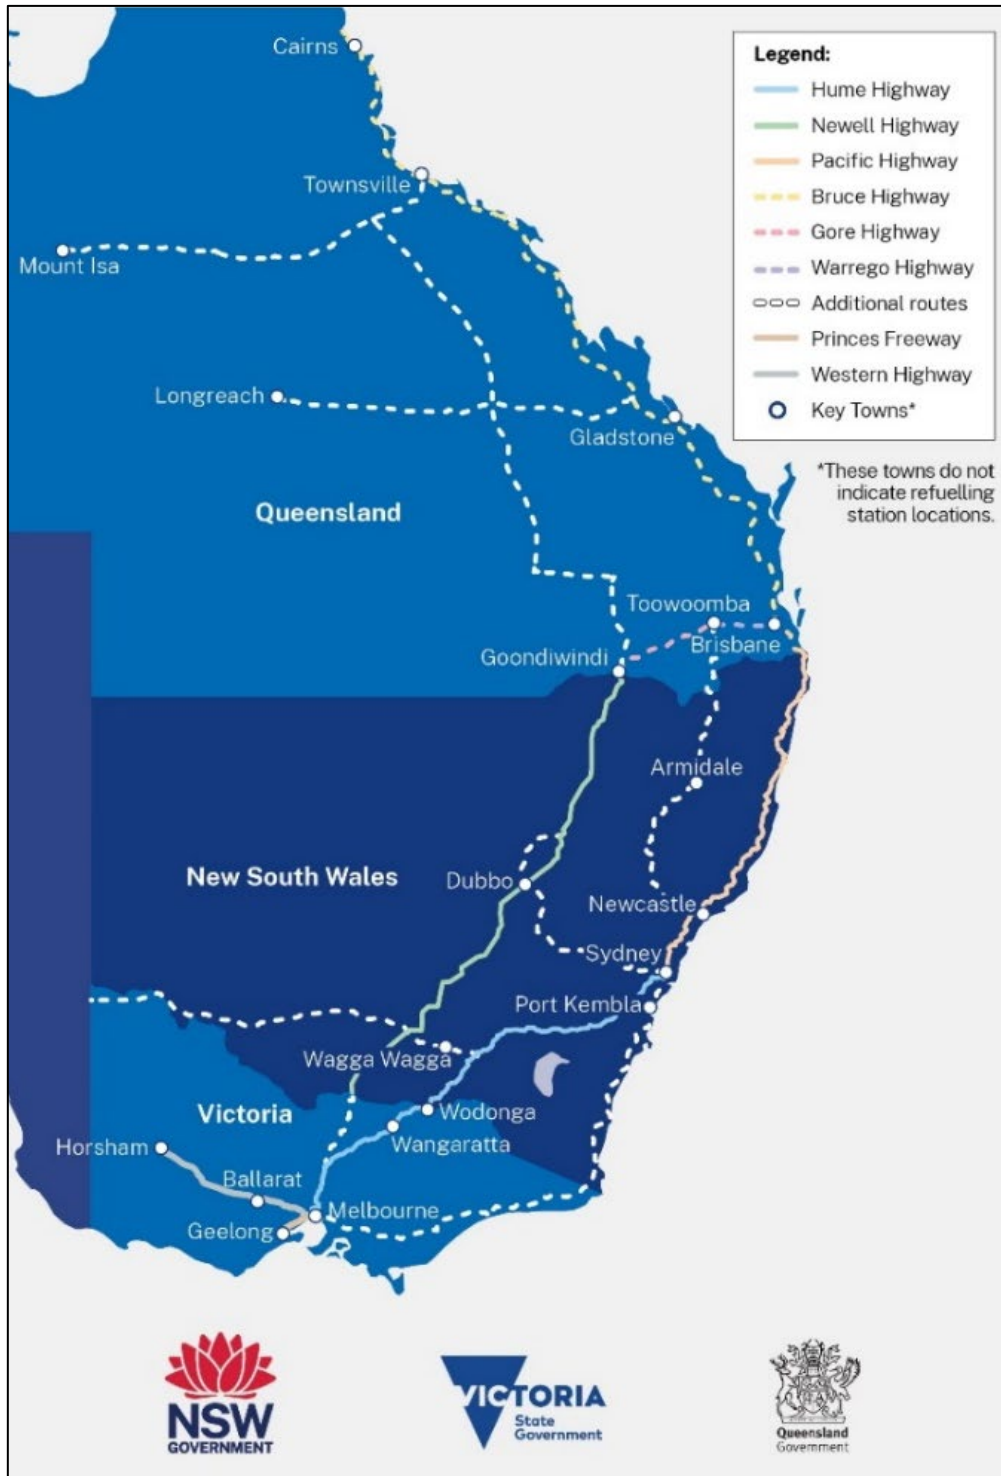 Cairns
Townsville
Mount Isa
Longreach
Gladstone
Queensland
Toowoomba
Brisbane
Goondiwindi
Armidale
New South Wales
Dubbo
Newcastle
Sydney
Port Kembla
Wagga Wagga
Victoria
Wodonga
Wangaratta
Horsham
Ballarat
Melbourne
Geelong
Legend:
Hume Highway
Newell Highway
Pacific Highway
Bruce Highway
Gore Highway
Warrego Highway
Additional routes
Princes Freeway
Western Highway
Key Towns*
*These towns do not
indicate refuelling
station locations.
NSW
GOVERNMENT
VICTORIA
State
Government
Queensland
Government